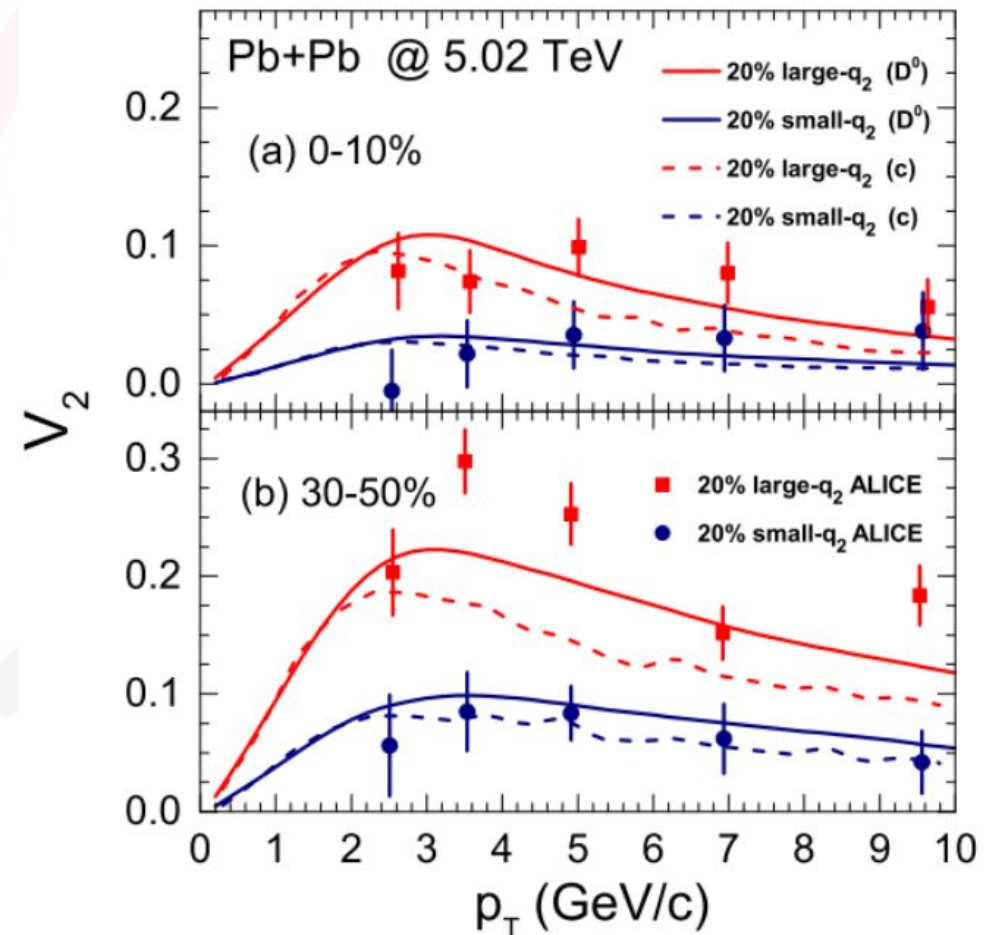 Pb+Pb @ 5.02 TeV
20% large-q₂ (D⁰)
20% small-q₂ (D⁰)
(a) 0-10%
20% large-q₂ (c)
20% small-q₂ (c)
0.2
0.1
0.0
V₂
(b) 30-50%
20% large-q₂ ALICE
20% small-q₂ ALICE
0.3
0.2
0.1
0.0
0 1 2 3 4 5 6 7 8 9 10
p_T (GeV/c)